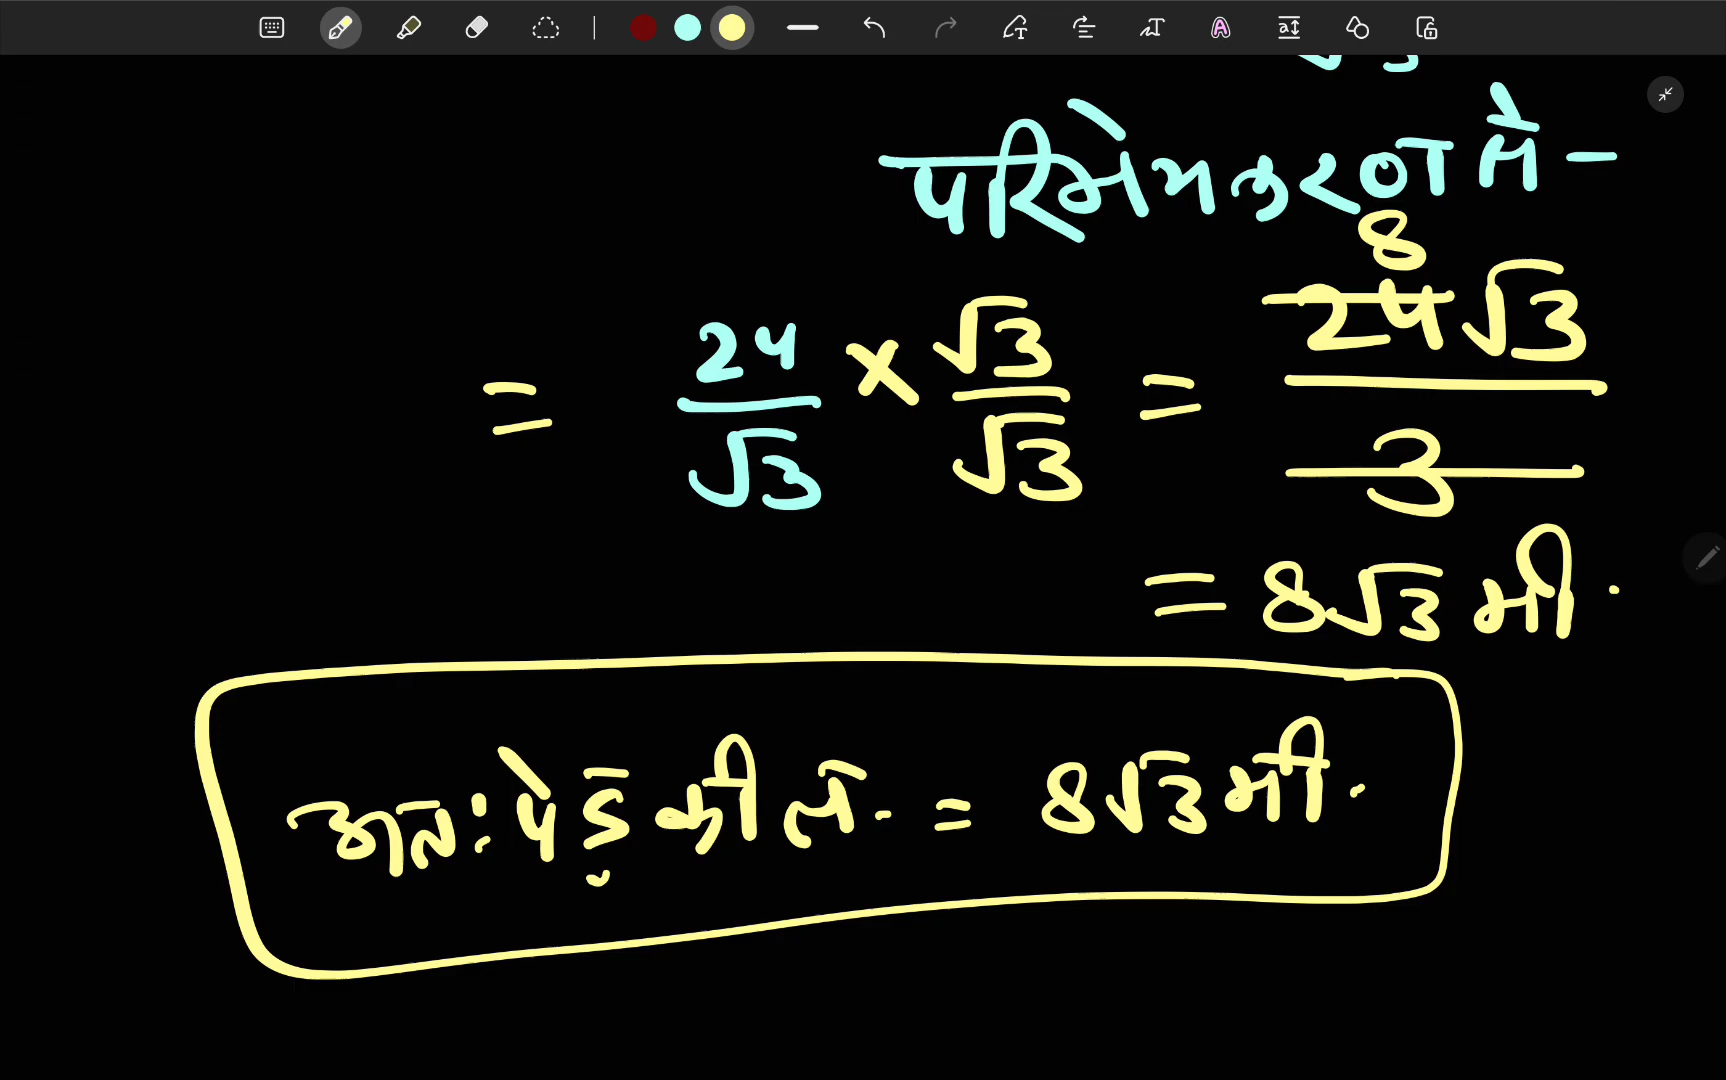 परिमेयकरण से -
= 24/√3 × √3/√3 = 8 24√3/3
= 8√3 मी.
अतः पेड़ की लं. = 8√3 मी.